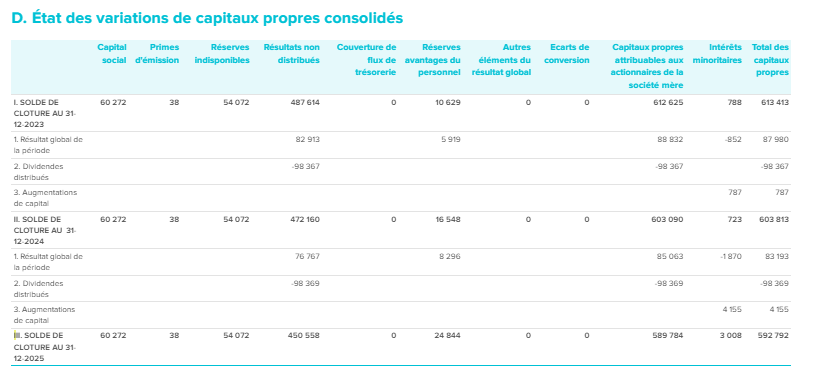 D. État des variations de capitaux propres consolidés
Capital Primes Réserves Résultats non Couverture de Réserves Autres Ecarts de Capitaux propres Intérêts Total des
social d'émission indisponibles distribués flux de avantages du éléments du conversion attribuables aux minoritaires capitaux
trésorerie personnel résultat global actionnaires de la propres
société mère
I. SOLDE DE 60 272 38 54 072 487 614 0 10 629 0 0 612 625 788 613 413
CLOTURE AU 31-
12-2023
1. Résultat global de 82 913 5 919 88 832 -852 87 980
la période
2. Dividendes -98 367 -98 367 -98 367
distribués
3. Augmentations 787 787
de capital
II. SOLDE DE 60 272 38 54 072 472 160 0 16 548 0 0 603 090 723 603 813
CLOTURE AU 31-
12-2024
1. Résultat global de 76 767 8 296 85 063 -1 870 83 193
la période
2. Dividendes -98 369 -98 369 -98 369
distribués
3. Augmentations 4 155 4 155
de capital
III. SOLDE DE 60 272 38 54 072 450 558 0 24 844 0 0 589 784 3 008 592 792
CLOTURE AU 31-
12-2025